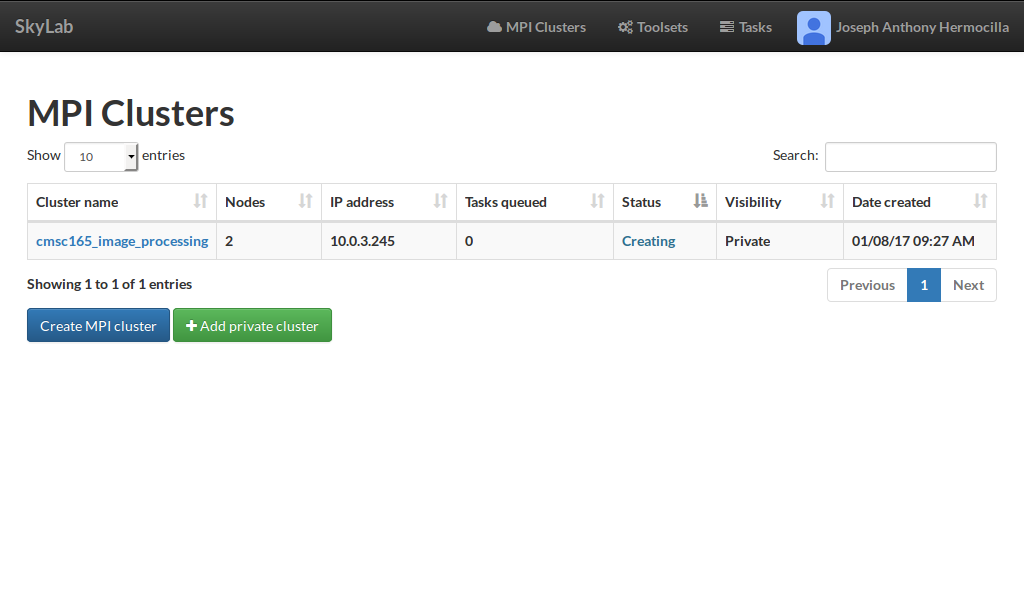 SkyLab MPI Clusters Toolsets Tasks Joseph Anthony Hermocilla
MPI Clusters
Show 10 entries Search:
Cluster name Nodes IP address Tasks queued Status Visibility Date created
cmsc165_image_processing 2 10.0.3.245 0 Creating Private 01/08/17 09:27 AM
Showing 1 to 1 of 1 entries Previous 1 Next
Create MPI cluster Add private cluster